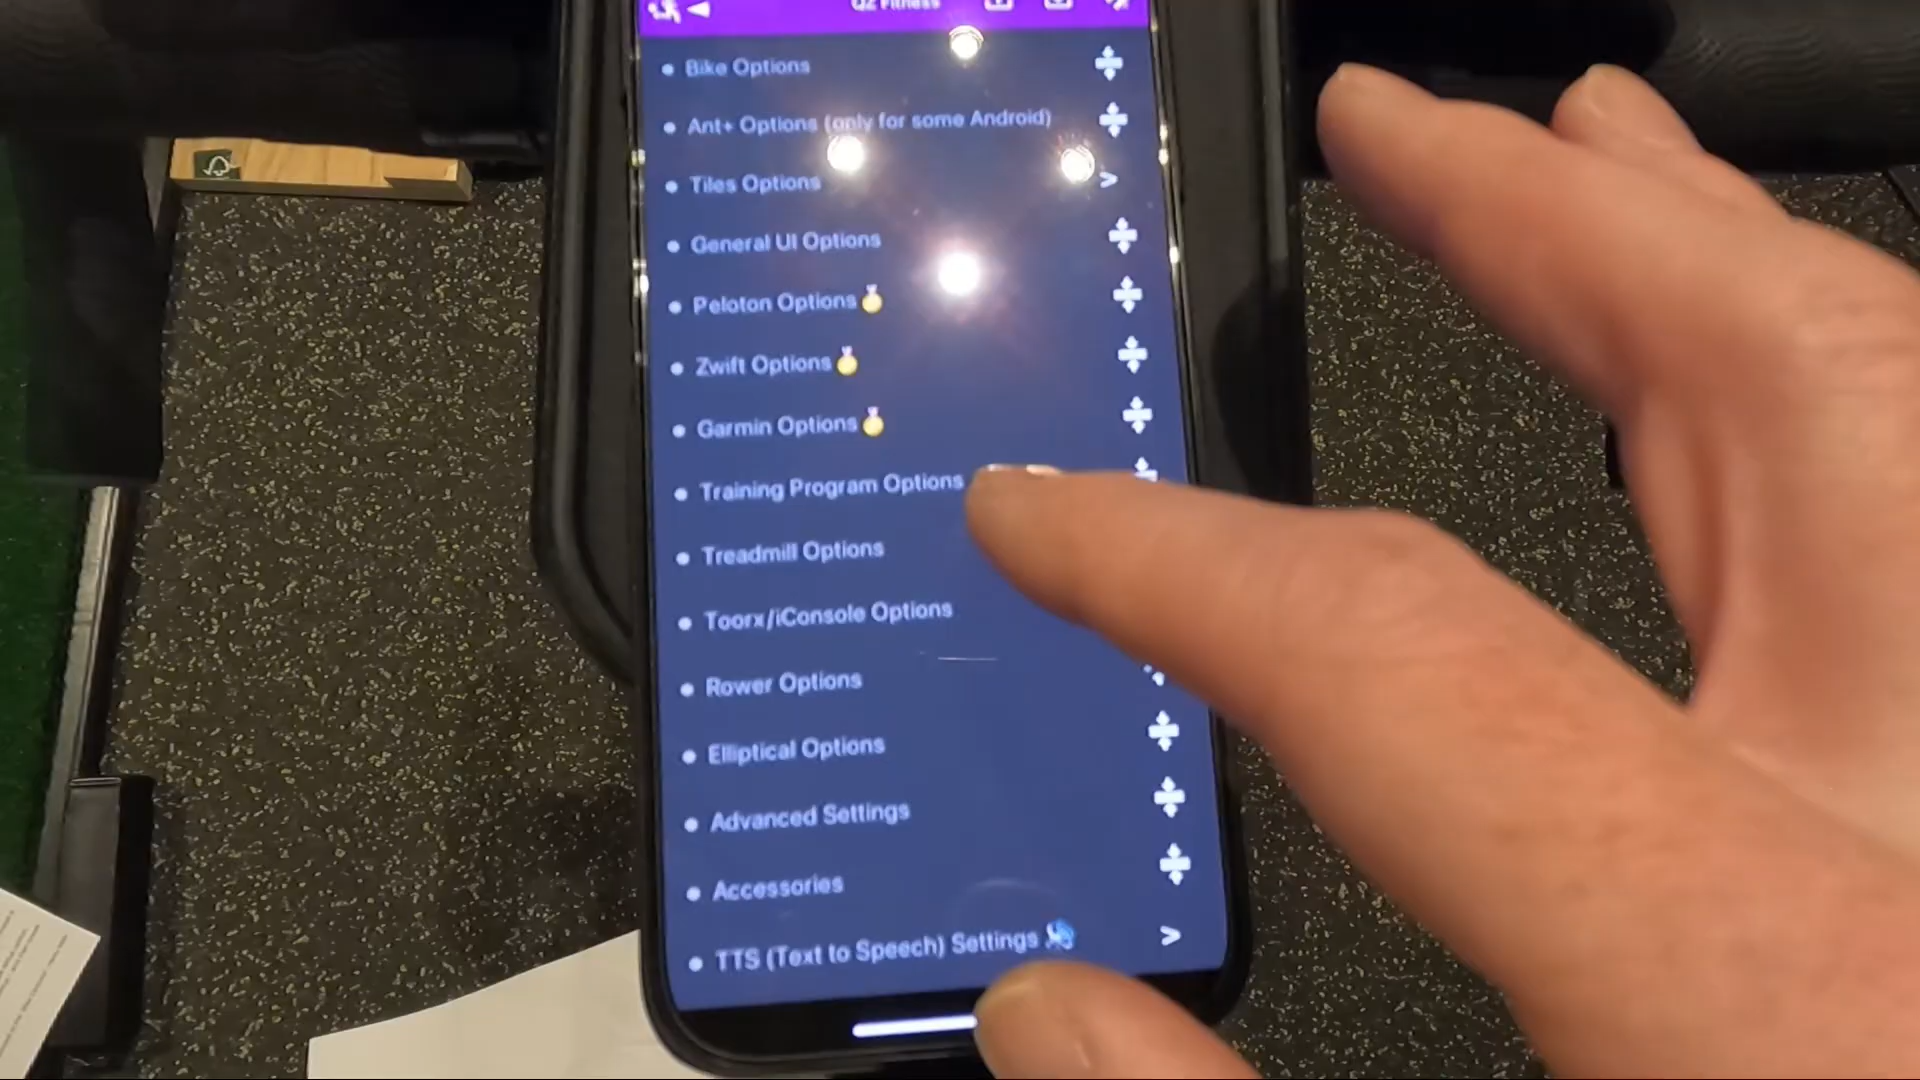 QZ Fitness
Bike Options
Ant+ Options (only for some Android)
Tiles Options
General UI Options
Peloton Options
Zwift Options
Garmin Options
Training Program Options
Treadmill Options
Toorx/iConsole Options
Rower Options
Elliptical Options
Advanced Settings
Accessories
TTS (Text to Speech) Settings